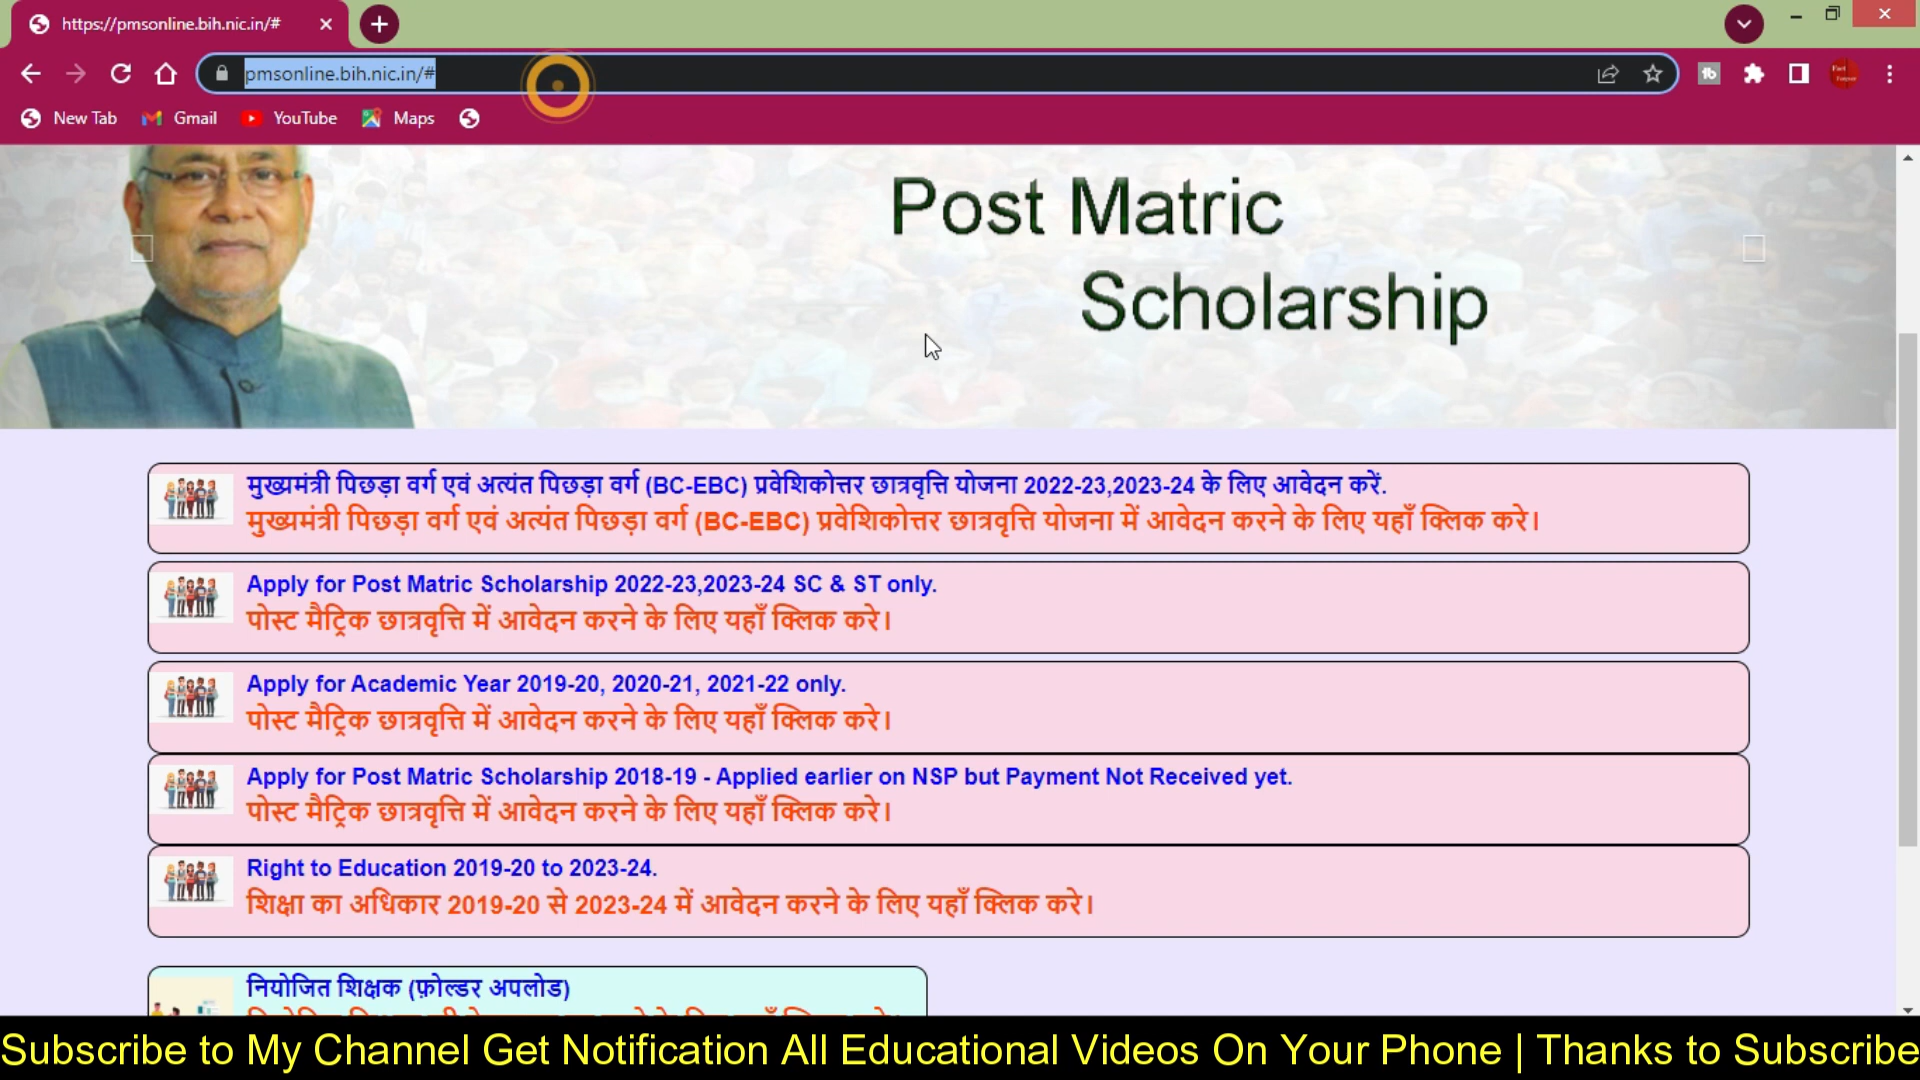 https://pmsonline.bih.nic.in/#
pmsonline.bih.nic.in/#
New Tab Gmail YouTube Maps
Post Matric
Scholarship
मुख्यमंत्री पिछड़ा वर्ग एवं अत्यंत पिछड़ा वर्ग (BC-EBC) प्रवेशिकोत्तर छात्रवृत्ति योजना 2022-23,2023-24 के लिए आवेदन करें.
मुख्यमंत्री पिछड़ा वर्ग एवं अत्यंत पिछड़ा वर्ग (BC-EBC) प्रवेशिकोत्तर छात्रवृत्ति योजना में आवेदन करने के लिए यहाँ क्लिक करे।
Apply for Post Matric Scholarship 2022-23,2023-24 SC & ST only.
पोस्ट मैट्रिक छात्रवृत्ति में आवेदन करने के लिए यहाँ क्लिक करे।
Apply for Academic Year 2019-20, 2020-21, 2021-22 only.
पोस्ट मैट्रिक छात्रवृत्ति में आवेदन करने के लिए यहाँ क्लिक करे।
Apply for Post Matric Scholarship 2018-19 - Applied earlier on NSP but Payment Not Received yet.
पोस्ट मैट्रिक छात्रवृत्ति में आवेदन करने के लिए यहाँ क्लिक करे।
Right to Education 2019-20 to 2023-24.
शिक्षा का अधिकार 2019-20 से 2023-24 में आवेदन करने के लिए यहाँ क्लिक करे।
नियोजित शिक्षक (फ़ोल्डर अपलोड)
Subscribe to My Channel Get Notification All Educational Videos On Your Phone | Thanks to Subscribe